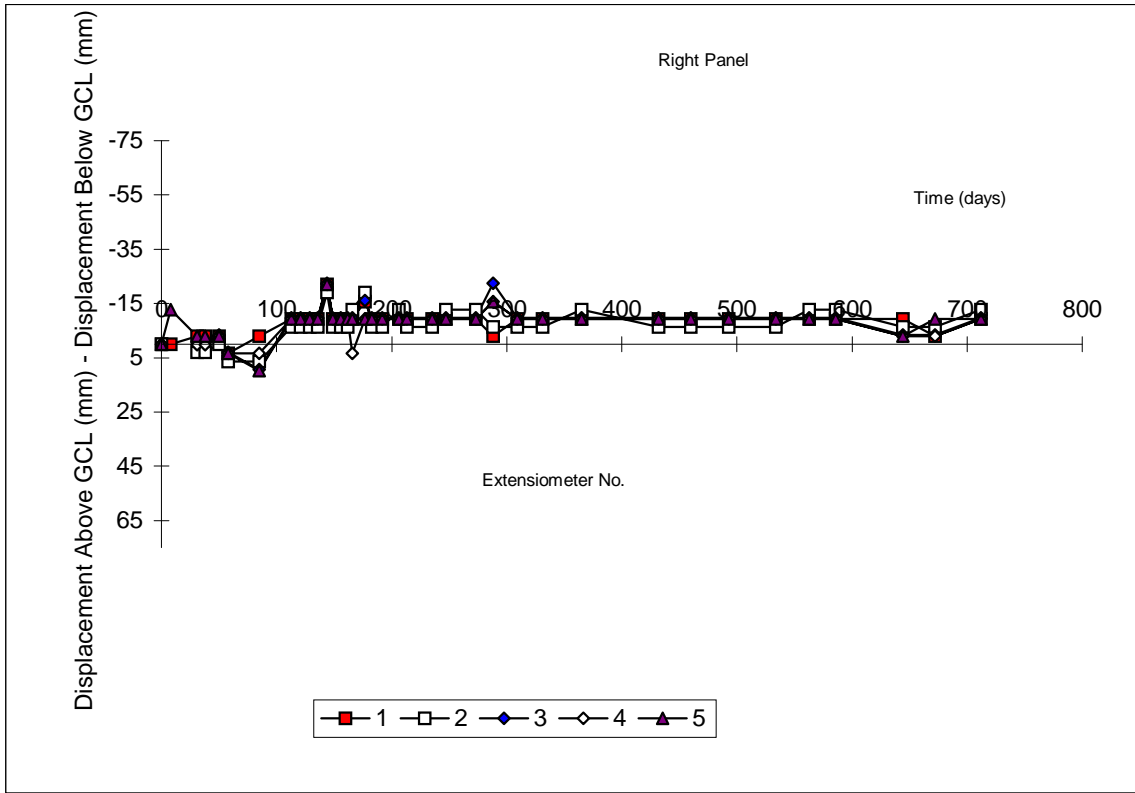 Right Panel
Displacement Above GCL (mm) - Displacement Below GCL (mm)
-75
-55
Time (days)
-35
-15
0 100 200 300 400 500 600 700 800
5
25
45
Extensiometer No.
65
1 2 3 4 5